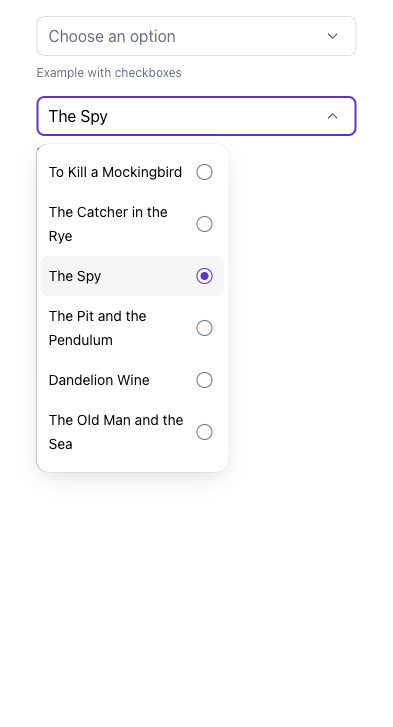 Choose an option
Example with checkboxes
The Spy
To Kill a Mockingbird
The Catcher in the
Rye
The Spy
The Pit and the
Pendulum
Dandelion Wine
The Old Man and the
Sea